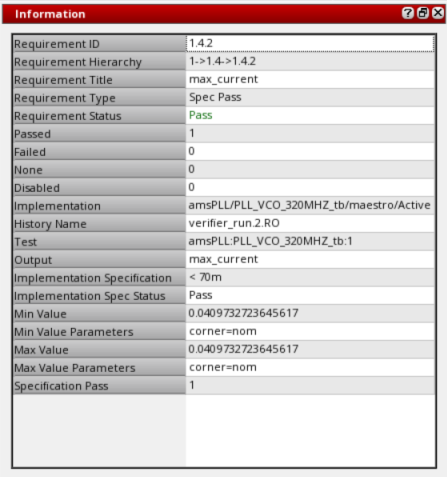 Information
Requirement ID 1.4.2
Requirement Hierarchy 1->1.4->1.4.2
Requirement Title max_current
Requirement Type Spec Pass
Requirement Status Pass
Passed 1
Failed 0
None 0
Disabled 0
Implementation amsPLL/PLL_VCO_320MHZ_tb/maestro/Active
History Name verifier_run.2.RO
Test amsPLL:PLL_VCO_320MHZ_tb:1
Output max_current
Implementation Specification < 70m
Implementation Spec Status Pass
Min Value 0.0409732723645617
Min Value Parameters corner=nom
Max Value 0.0409732723645617
Max Value Parameters corner=nom
Specification Pass 1